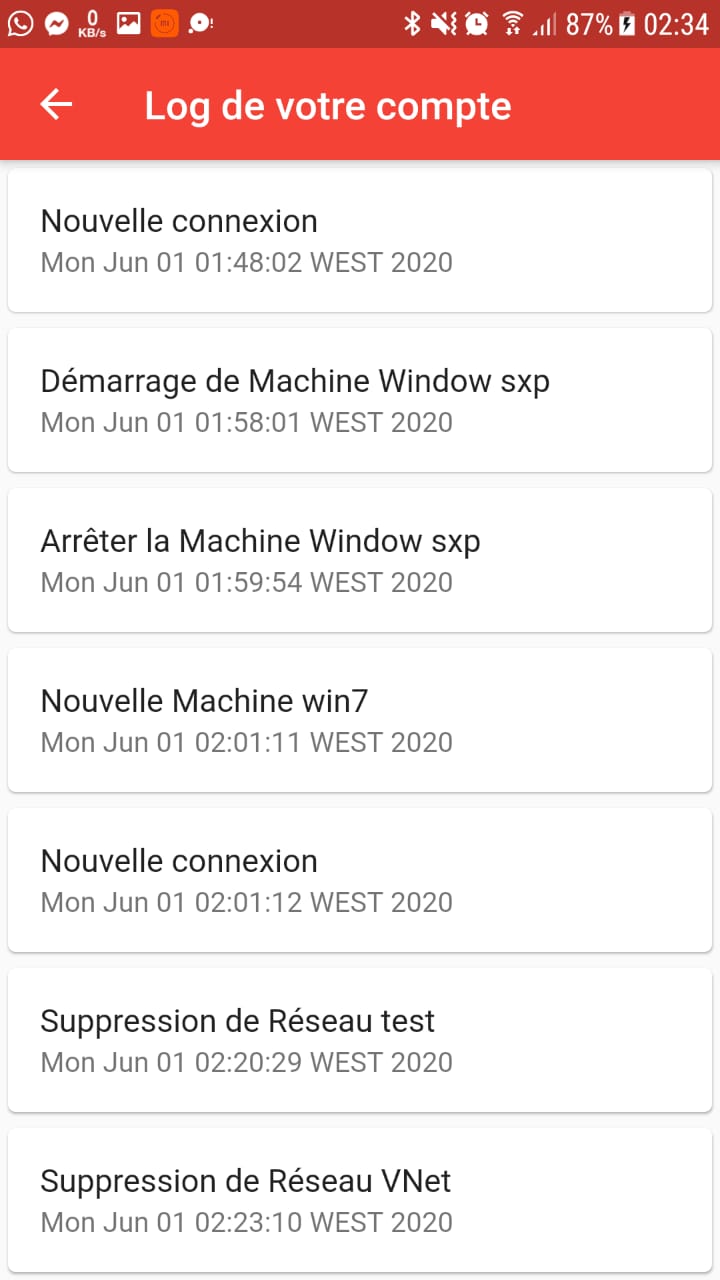 0
KB/s
87%
02:34
Log de votre compte
Nouvelle connexion
Mon Jun 01 01:48:02 WEST 2020
Démarrage de Machine Window sxp
Mon Jun 01 01:58:01 WEST 2020
Arrêter la Machine Window sxp
Mon Jun 01 01:59:54 WEST 2020
Nouvelle Machine win7
Mon Jun 01 02:01:11 WEST 2020
Nouvelle connexion
Mon Jun 01 02:01:12 WEST 2020
Suppression de Réseau test
Mon Jun 01 02:20:29 WEST 2020
Suppression de Réseau VNet
Mon Jun 01 02:23:10 WEST 2020